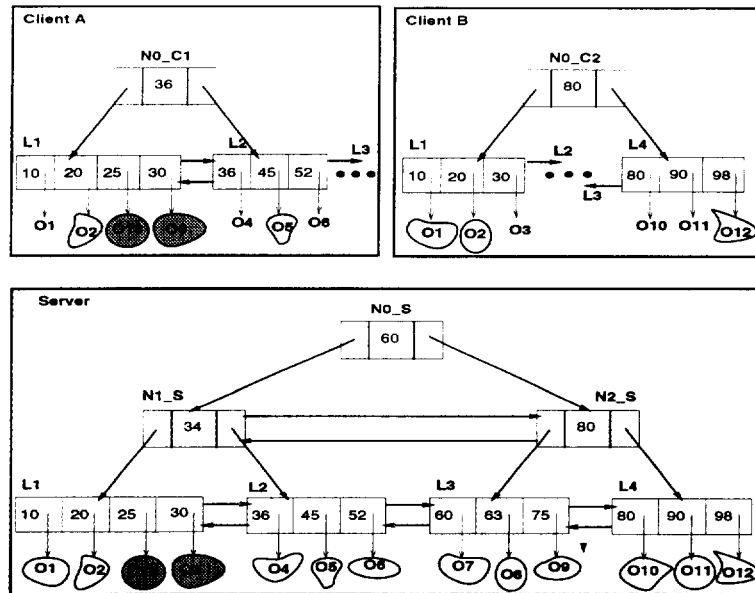 Client A
N0_C1
36
L1
L2
L3
10 20 25 30
36 45 52
O1 O2 O4 O5 O6
Client B
N0_C2
80
L1
L2
L3
L4
10 20 30
80 90 98
O1 O2 O3 O10 O11 O12
Server
N0_S
60
N1_S
N2_S
34
80
L1
L2
L3
L4
10 20 25 30
36 45 52
60 63 75
80 90 98
O1 O2 O4 O5 O6 O7 O8 O9 O10 O11 O12